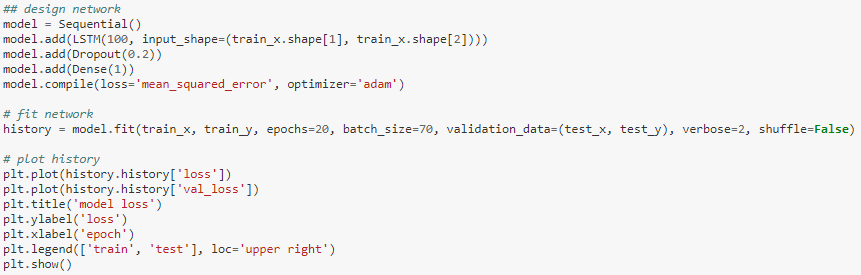 ## design network
model = Sequential()
model.add(LSTM(100, input_shape=(train_x.shape[1], train_x.shape[2])))
model.add(Dropout(0.2))
model.add(Dense(1))
model.compile(loss='mean_squared_error', optimizer='adam')
# fit network
history = model.fit(train_x, train_y, epochs=20, batch_size=70, validation_data=(test_x, test_y), verbose=2, shuffle=False)
# plot history
plt.plot(history.history['loss'])
plt.plot(history.history['val_loss'])
plt.title('model loss')
plt.ylabel('loss')
plt.xlabel('epoch')
plt.legend(['train', 'test'], loc='upper right')
plt.show()